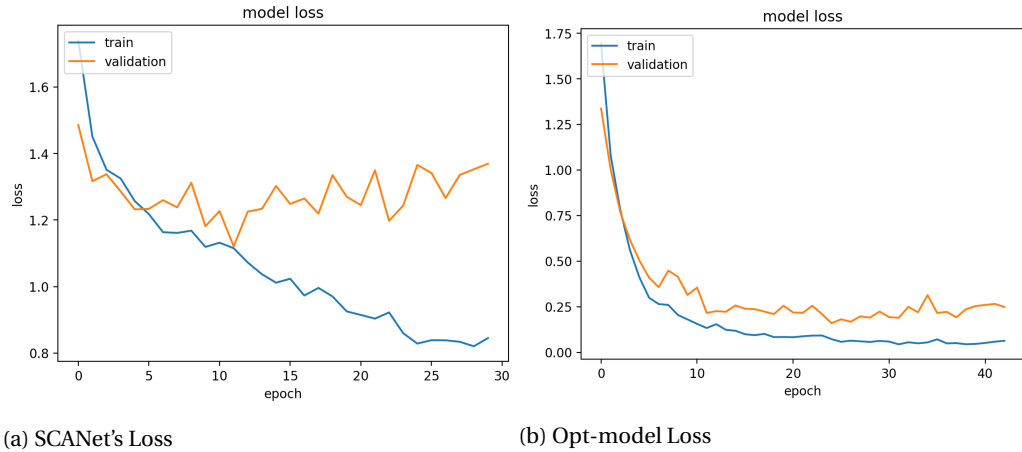 model loss
train
validation
1.6
1.4
1.2
1.0
0.8
loss
0
5
10
15
20
25
30
epoch
(a) SCANet's Loss
model loss
train
validation
1.75
1.50
1.25
1.00
0.75
0.50
0.25
0.00
loss
0
10
20
30
40
epoch
(b) Opt-model Loss